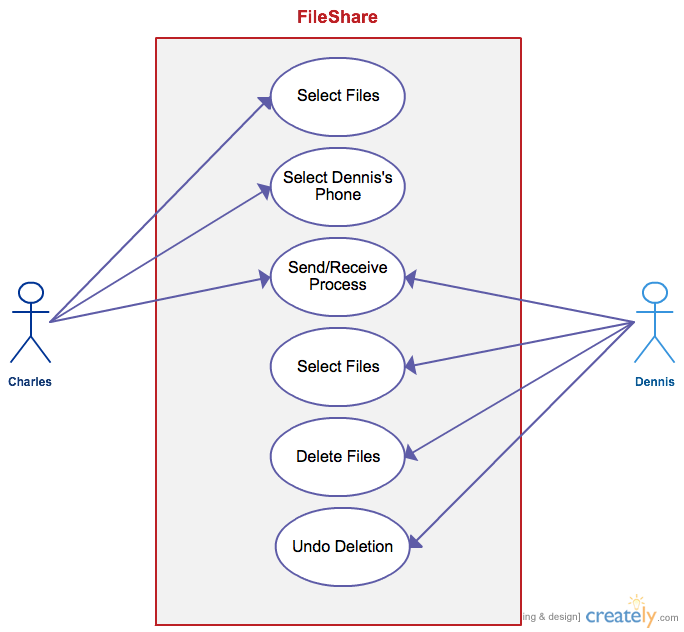 FileShare
Select Files
Select Dennis's
Phone
Send/Receive
Process
Select Files
Delete Files
Undo Deletion
Charles
Dennis
ing & design] creately.com